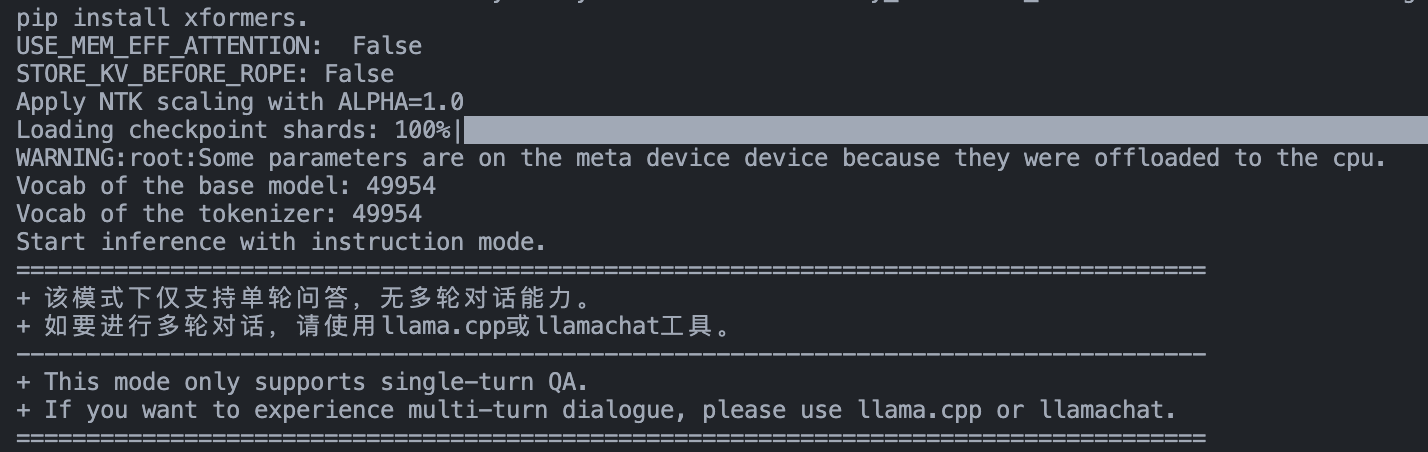 pip install xformers.
USE_MEM_EFF_ATTENTION:  False
STORE_KV_BEFORE_ROPE: False
Apply NTK scaling with ALPHA=1.0
Loading checkpoint shards: 100%|
WARNING:root:Some parameters are on the meta device device because they were offloaded to the cpu.
Vocab of the base model: 49954
Vocab of the tokenizer: 49954
Start inference with instruction mode.
=====================================================================================
+ 该模式下仅支持单轮问答，无多轮对话能力。
+ 如要进行多轮对话，请使用llama.cpp或llamachat工具。
-------------------------------------------------------------------------------------
+ This mode only supports single-turn QA.
+ If you want to experience multi-turn dialogue, please use llama.cpp or llamachat.
=====================================================================================